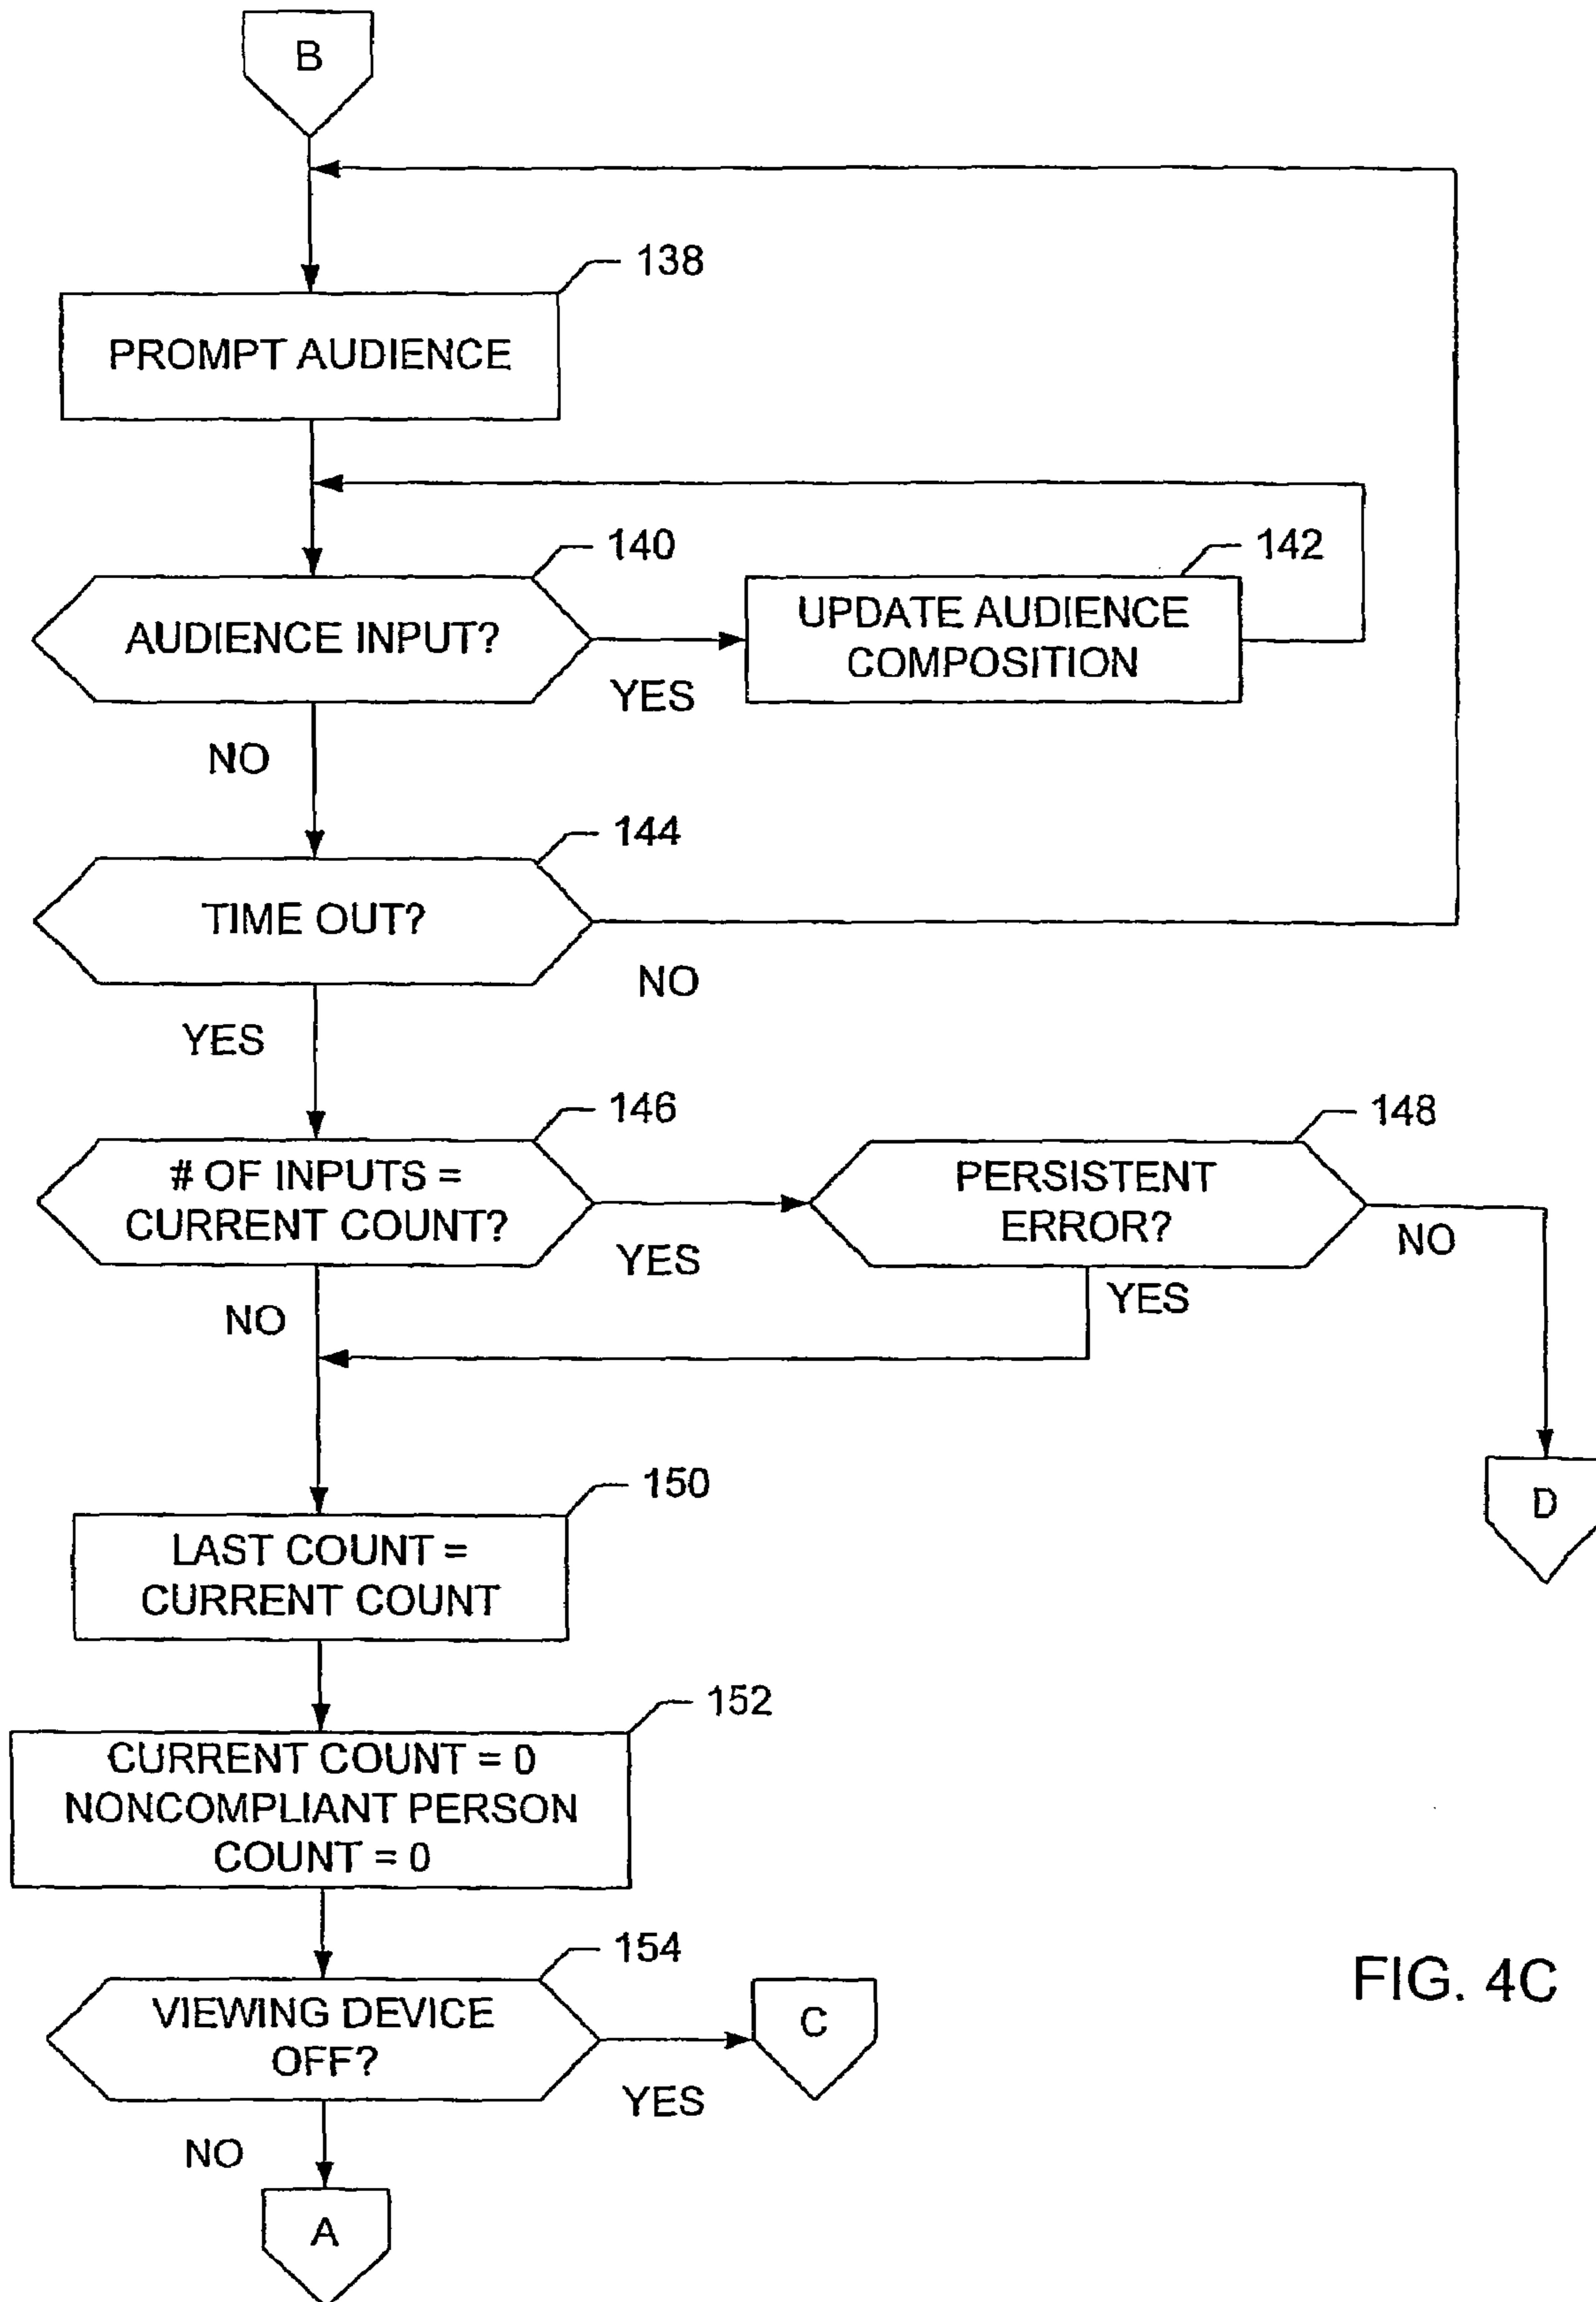 B
138
PROMPT AUDIENCE
140
AUDIENCE INPUT?
YES
NO
142
UPDATE AUDIENCE
COMPOSITION
144
TIME OUT?
NO
YES
146
# OF INPUTS =
CURRENT COUNT?
YES
NO
148
PERSISTENT
ERROR?
NO
YES
D
150
LAST COUNT =
CURRENT COUNT
152
CURRENT COUNT = 0
NONCOMPLIANT PERSON
COUNT = 0
154
VIEWING DEVICE
OFF?
YES
C
NO
A
FIG. 4C